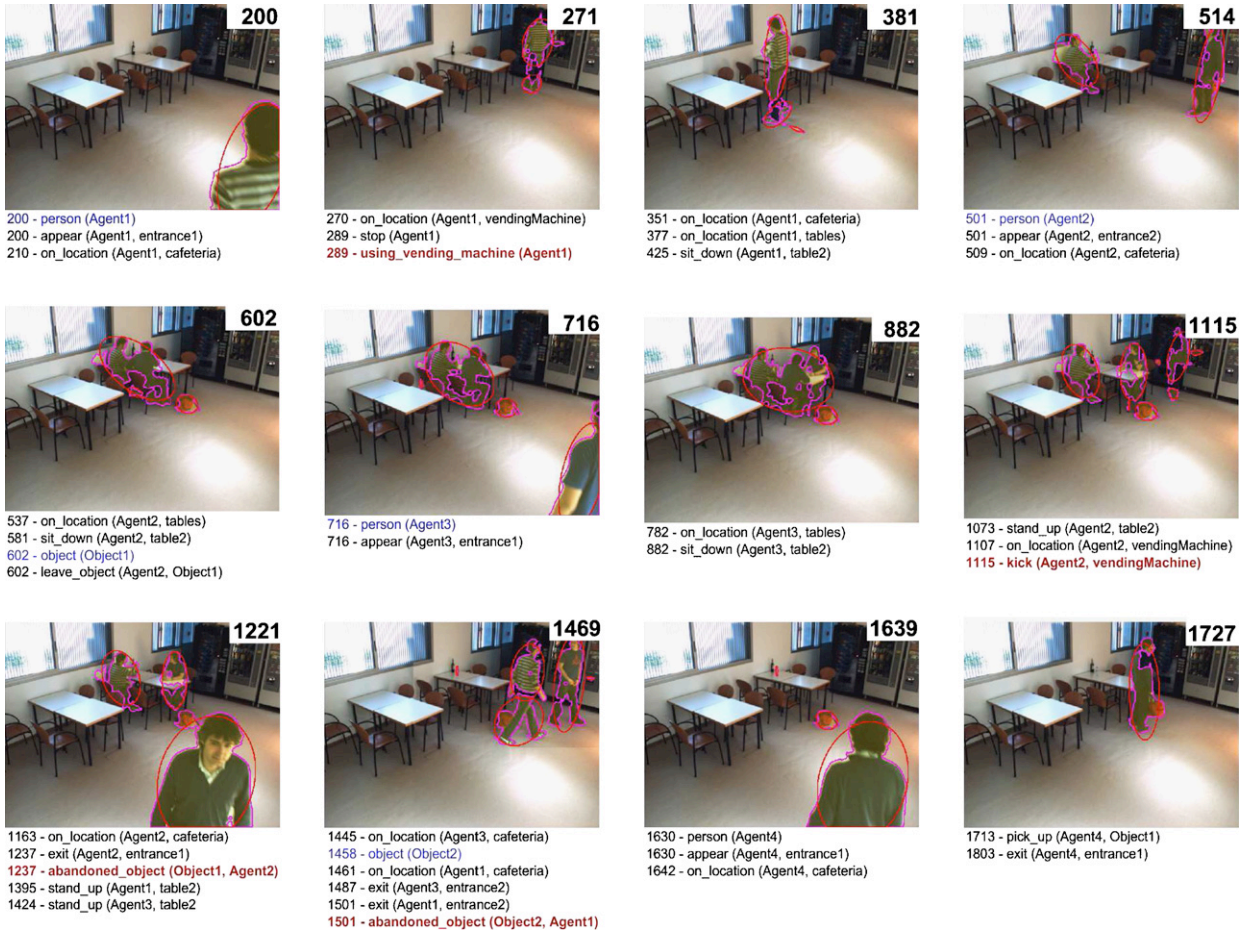 200
200 - person (Agent1)
200 - appear (Agent1, entrance1)
210 - on_location (Agent1, cafeteria)
271
270 - on_location (Agent1, vendingMachine)
289 - stop (Agent1)
289 - using_vending_machine (Agent1)
381
351 - on_location (Agent1, cafeteria)
377 - on_location (Agent1, tables)
425 - sit_down (Agent1, table2)
514
501 - person (Agent2)
501 - appear (Agent2, entrance2)
509 - on_location (Agent2, cafeteria)
602
537 - on_location (Agent2, tables)
581 - sit_down (Agent2, table2)
602 - object (Object1)
602 - leave_object (Agent2, Object1)
716
716 - person (Agent3)
716 - appear (Agent3, entrance1)
882
782 - on_location (Agent3, tables)
882 - sit_down (Agent3, table2)
1115
1073 - stand_up (Agent2, table2)
1107 - on_location (Agent2, vendingMachine)
1115 - kick (Agent2, vendingMachine)
1221
1163 - on_location (Agent2, cafeteria)
1237 - exit (Agent2, entrance1)
1237 - abandoned_object (Object1, Agent2)
1395 - stand_up (Agent1, table2)
1424 - stand_up (Agent3, table2
1469
1445 - on_location (Agent3, cafeteria)
1458 - object (Object2)
1461 - on_location (Agent1, cafeteria)
1487 - exit (Agent3, entrance2)
1501 - exit (Agent1, entrance2)
1501 - abandoned_object (Object2, Agent1)
1639
1630 - person (Agent4)
1630 - appear (Agent4, entrance1)
1642 - on_location (Agent4, cafeteria)
1727
1713 - pick_up (Agent4, Object1)
1803 - exit (Agent4, entrance1)